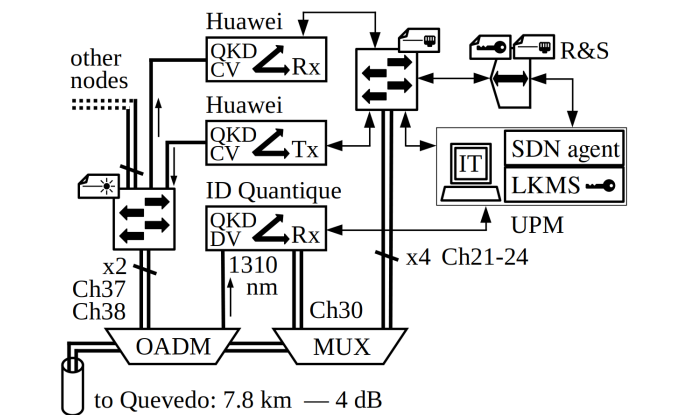 Huawei
QKD
CV
Rx
other
nodes
R&S
Huawei
QKD
CV
Tx
IT
SDN agent
LKMS
UPM
ID Quantique
QKD
DV
Rx
x2
Ch37
Ch38
1310
nm
x4 Ch21-24
Ch30
OADM
MUX
to Quevedo: 7.8 km — 4 dB